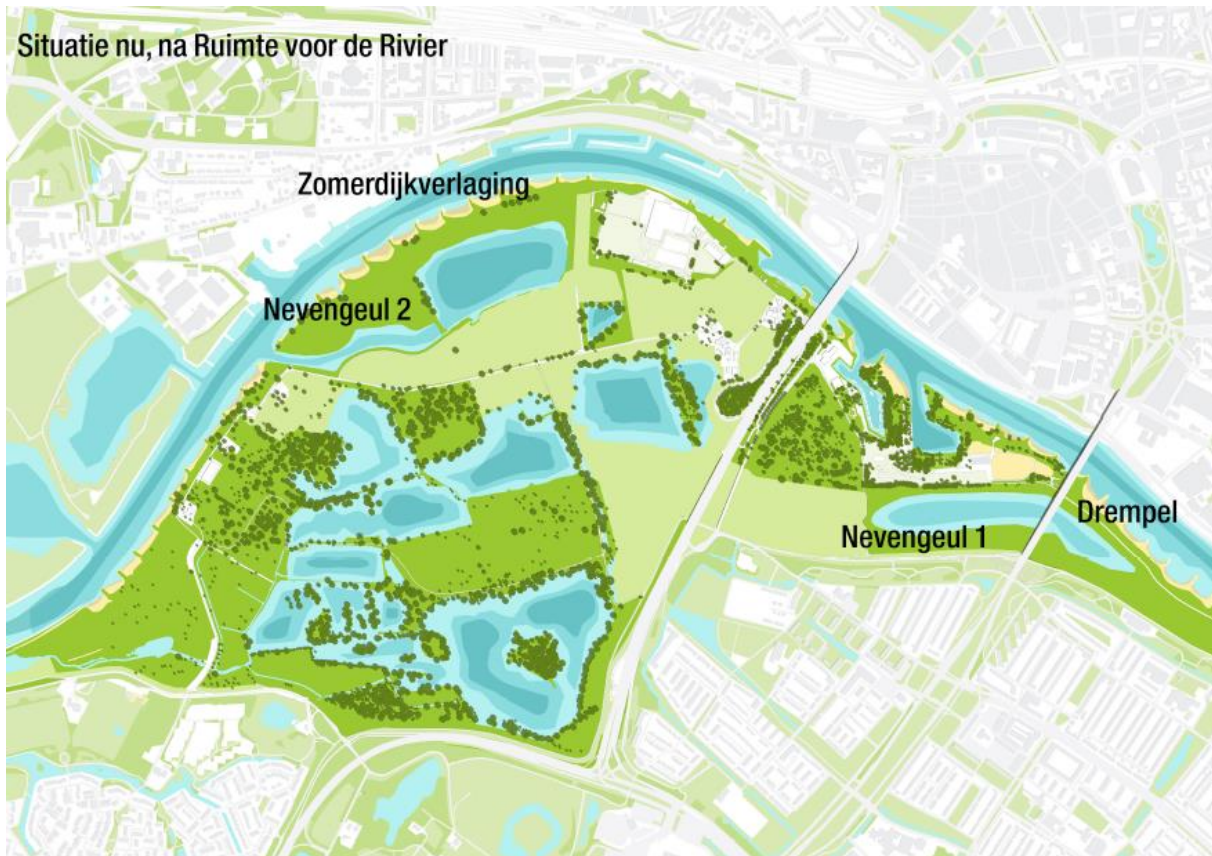 Situatie nu, na Ruimte voor de Rivier
Zomerdijkverlaging
Nevengeul 2
Drempel
Nevengeul 1